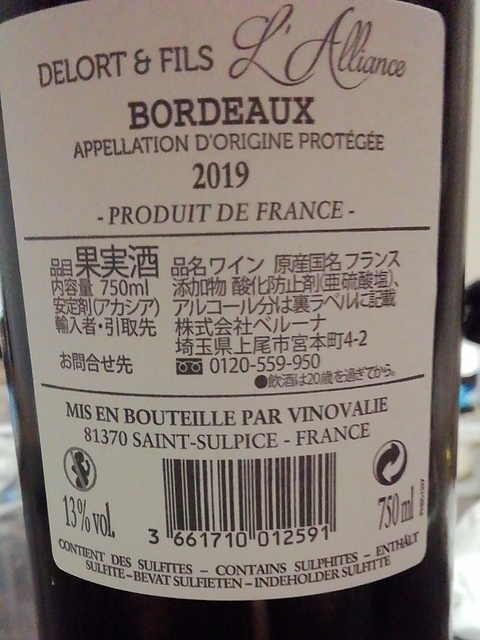 DELORT & FILS L'Alliance
BORDEAUX
APPELLATION D'ORIGINE PROTÉGÉE
2019
- PRODUIT DE FRANCE -
品目 果実酒 品名 ワイン 原産国名 フランス
内容量 750ml 添加物 酸化防止剤(亜硫酸塩)、
安定剤(アカシア) アルコール分は裏ラベルに記載
輸入者・引取先 株式会社ベルーナ
埼玉県上尾市宮本町4-2
お問合せ先 0120-559-950
●飲酒は20歳を過ぎてから。
MIS EN BOUTEILLE PAR VINOVALIE
81370 SAINT-SULPICE - FRANCE
13% vol.
750 ml
3 661710 012591
CONTIENT DES SULFITES – CONTAINS SULPHITES – ENTHÄLT
SULFITE – BEVAT SULFIETEN – INDEHOLDER SULFITTE